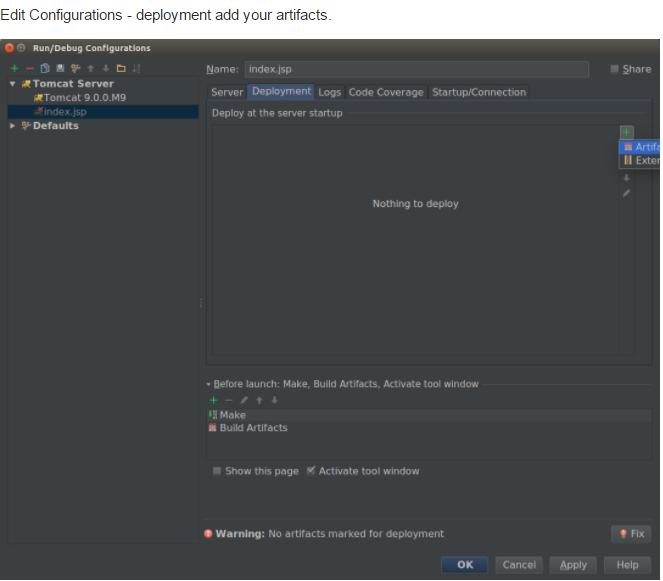 Edit Configurations - deployment add your artifacts.
Run/Debug Configurations
Name: index.jsp
Share
Tomcat Server
Tomcat 9.0.0.M9
index.jsp
Defaults
Server Deployment Logs Code Coverage Startup/Connection
Deploy at the server startup
Artifa
Exter
Nothing to deploy
Before launch: Make, Build Artifacts, Activate tool window
Make
Build Artifacts
Show this page Activate tool window
Warning: No artifacts marked for deployment
Fix
OK Cancel Apply Help